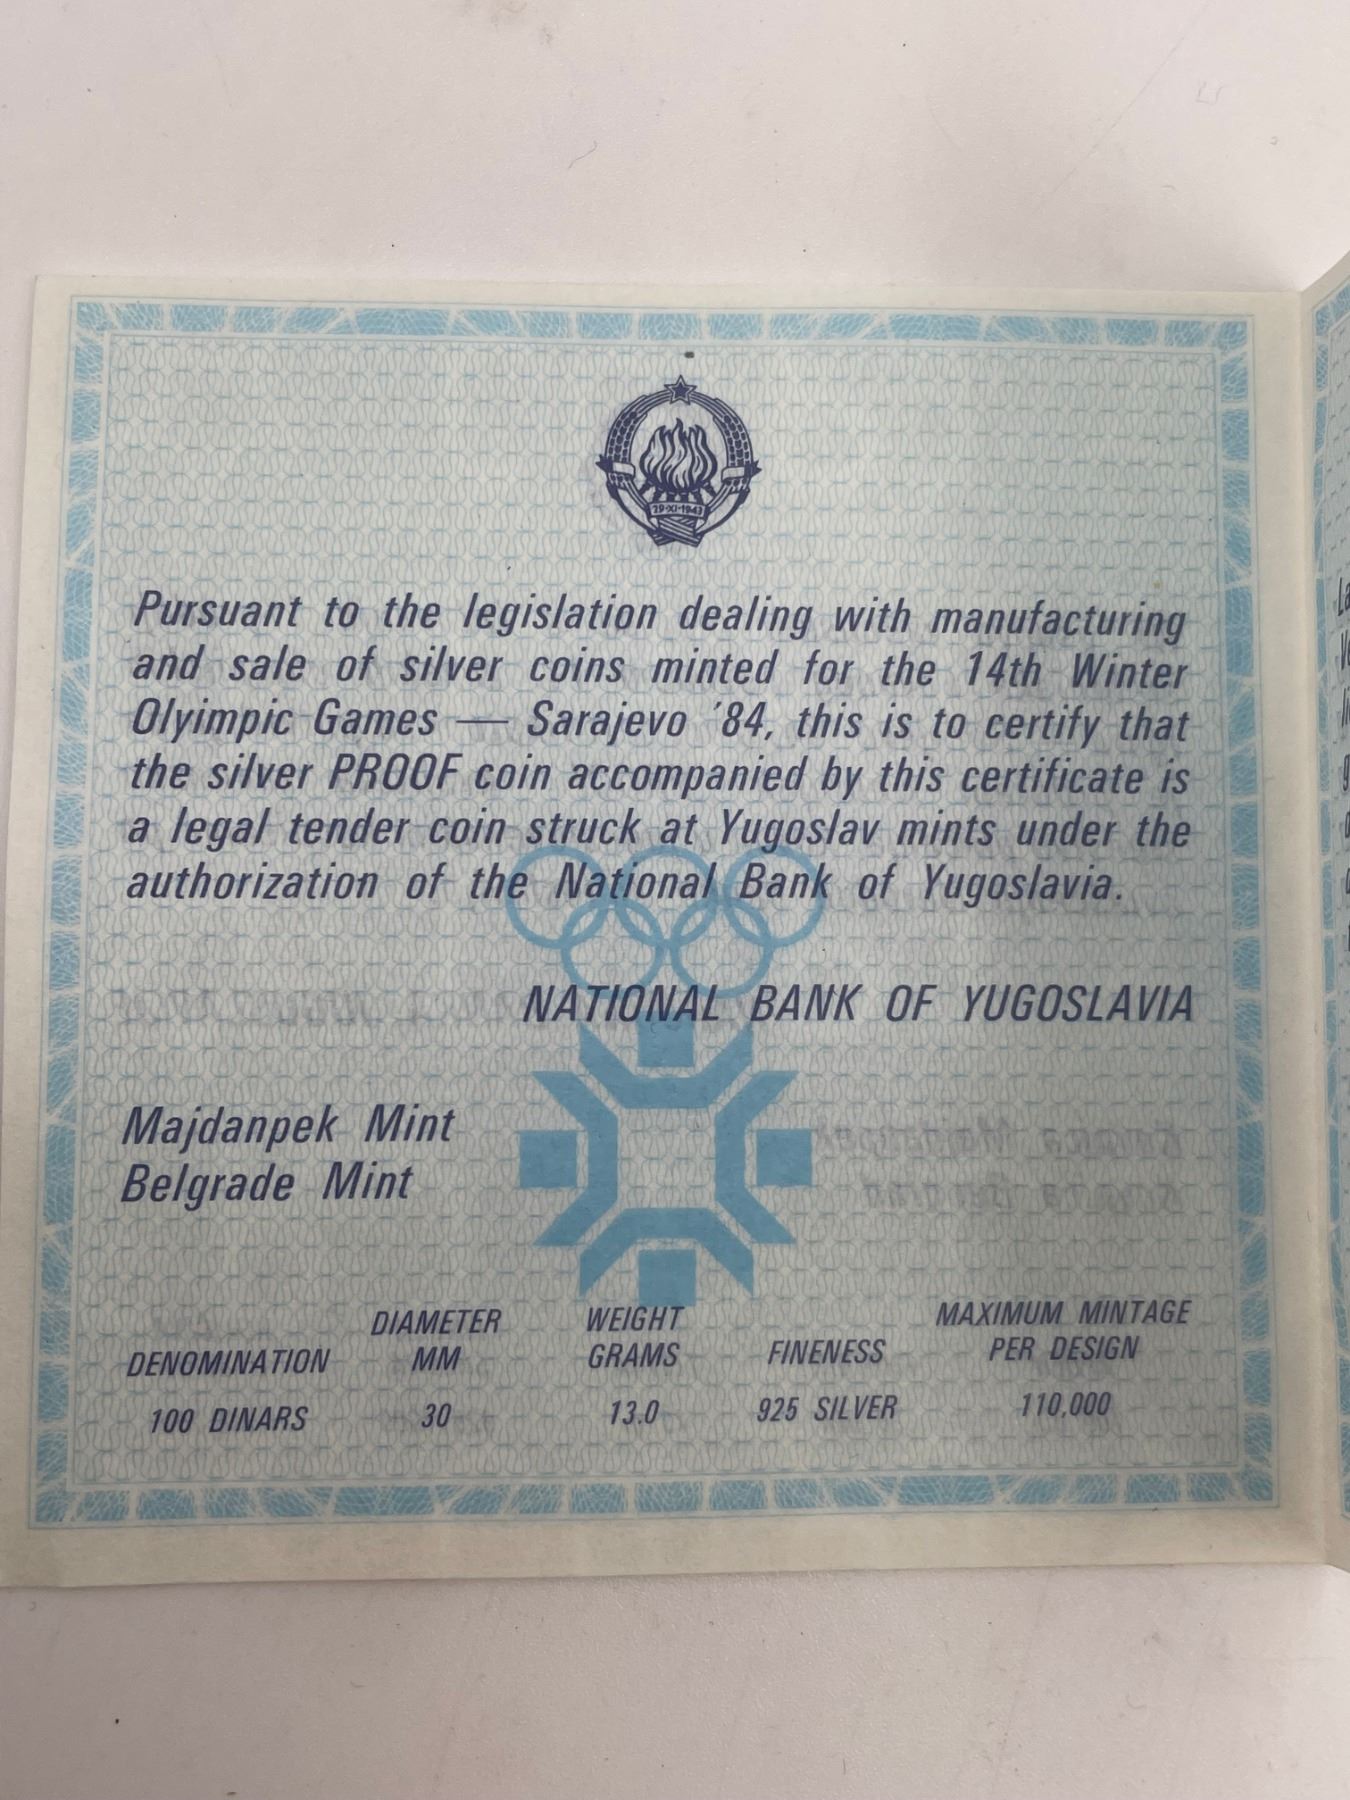 29·XI·1943
Pursuant to the legislation dealing with manufacturing
and sale of silver coins minted for the 14th Winter
Olyimpic Games — Sarajevo '84, this is to certify that
the silver PROOF coin accompanied by this certificate is
a legal tender coin struck at Yugoslav mints under the
authorization of the National Bank of Yugoslavia.
NATIONAL BANK OF YUGOSLAVIA
Majdanpek Mint
Belgrade Mint
DENOMINATION DIAMETER MM WEIGHT GRAMS FINENESS MAXIMUM MINTAGE PER DESIGN
100 DINARS 30 13.0 925 SILVER 110,000